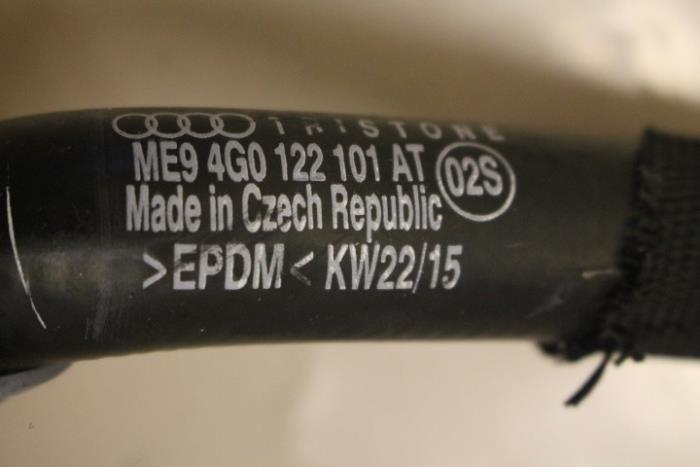 TRISTONE
ME9 4G0 122 101 AT
02S
Made in Czech Republic
>EPDM< KW22/15